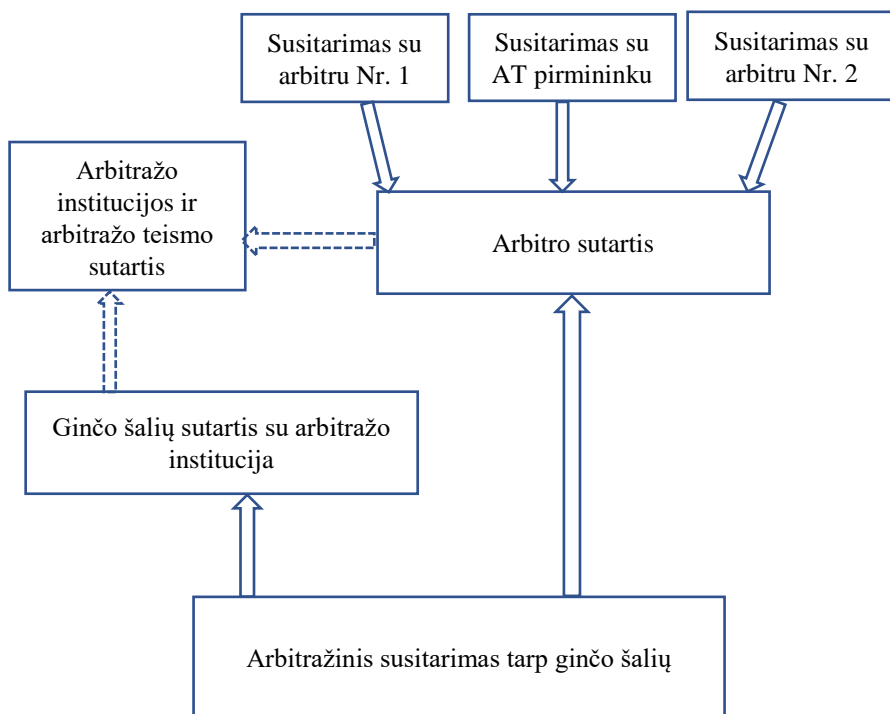 Susitarimas su
arbitru Nr. 1
Susitarimas su
AT pirmininku
Susitarimas su
arbitru Nr. 2
Arbitražo
institucijos ir
arbitražo teismo
sutartis
Arbitro sutartis
Ginčo šalių sutartis su arbitražo
institucija
Arbitražinis susitarimas tarp ginčo šalių